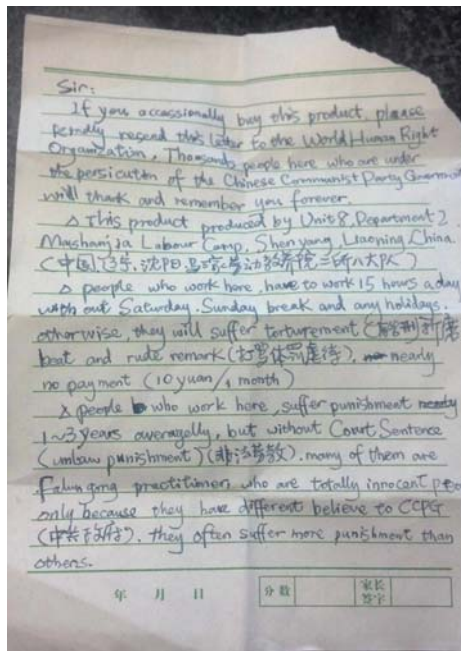 Sir:
If you occassionally buy this product, please
kendly resend this letter to the World Human Right
Organization. Thousands people here who are under
the persicution of the Chinese Communist Party Government
will thank and remember you forever.
This product produced by Unit 8, Department 2
Mashanjia Labour Camp, Shenyang, Liaoning, China.
(中国,辽宁,沈阳,马三家劳动教养院二所八大队)
people who work here, have to work 15 hours a day
with out Saturday, Sunday break and any holidays.
otherwise, they will suffer torturement (酷刑折磨)
beat and rude remark (打骂体罚虐待). nearly
no payment (10 yuan/1 month)
people who work here, suffer punishment
1~3 years averagelly, but without Court Sentence
(unlaw punishment) (非法劳教). many of them are
Falungong practitioner, who are totally innocent
only because they have different believe to CCPG
(中共政府). they often suffer more punishment than
others.
年 月 日 分数 家长签字